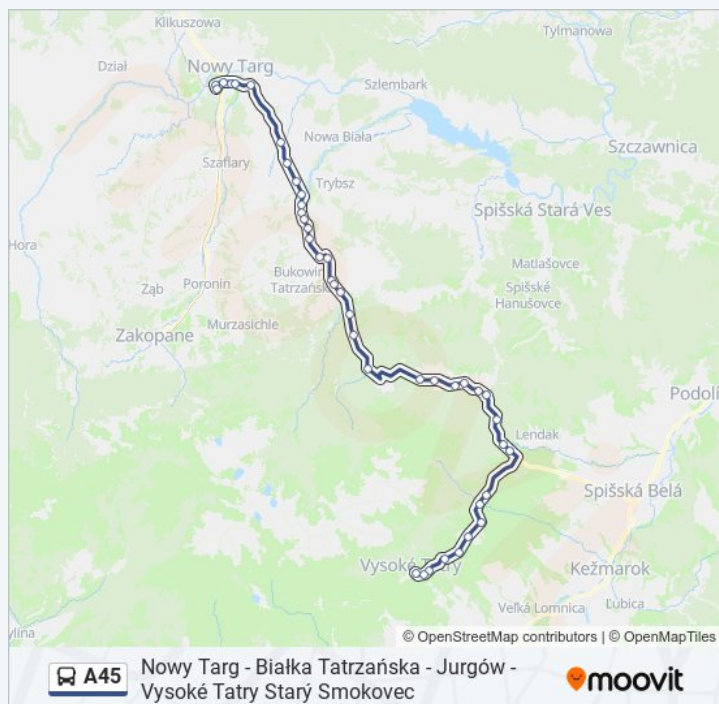 Klikuszowa
Tylmanowa
Dział
Nowy Targ
Szlembark
Nowa Biała
Szczawnica
Szaflary
Trybsz
Spišská Stará Ves
Hora
Bukowina
Tatrzańska
Matlašovce
Ząb
Poronin
Spišské
Hanušovce
Zakopane
Murzasichle
Podolí
Lendak
Spišská Belá
Vysoké Tatry
Kežmarok
ylina
Veľká Lomnica
Ľubica
© OpenStreetMap contributors | © OpenMapTiles
A45
Nowy Targ - Białka Tatrzańska - Jurgów -
Vysoké Tatry Starý Smokovec
moovit